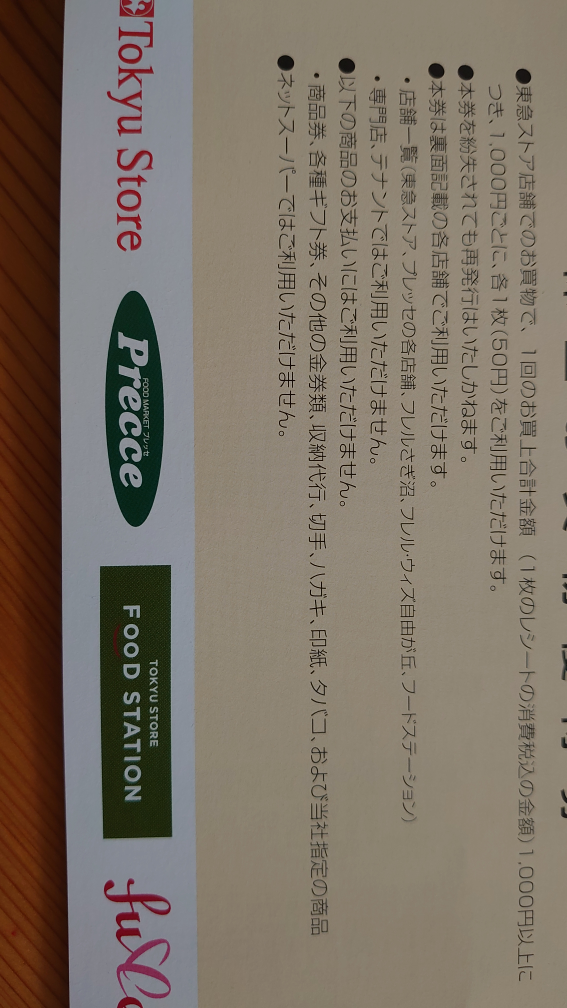 ●東急ストア店舗でのお買物で、1回のお買上合計金額 （1枚のレシートの消費税込の金額）1,000円以上に
つき、1,000円ごとに、各1枚（50円）をご利用いただけます。
●本券を紛失されても再発行はいたしかねます。
●本券は裏面記載の各店舗でご利用いただけます。
・店舗一覧（東急ストア、プレッセの各店舗、フレルさぎ沼、フレル・ウィズ自由が丘、フードステーション）
・専門店、テナントではご利用いただけません。
●以下の商品のお支払いにはご利用いただけません。
・商品券、各種ギフト券、その他の金券類、収納代行、切手、ハガキ、印紙、タバコ、および当社指定の商品
●ネットスーパーではご利用いただけません。
Tokyu Store
FOOD MARKET プレッセ
Precce
TOKYU STORE
FOOD STATION